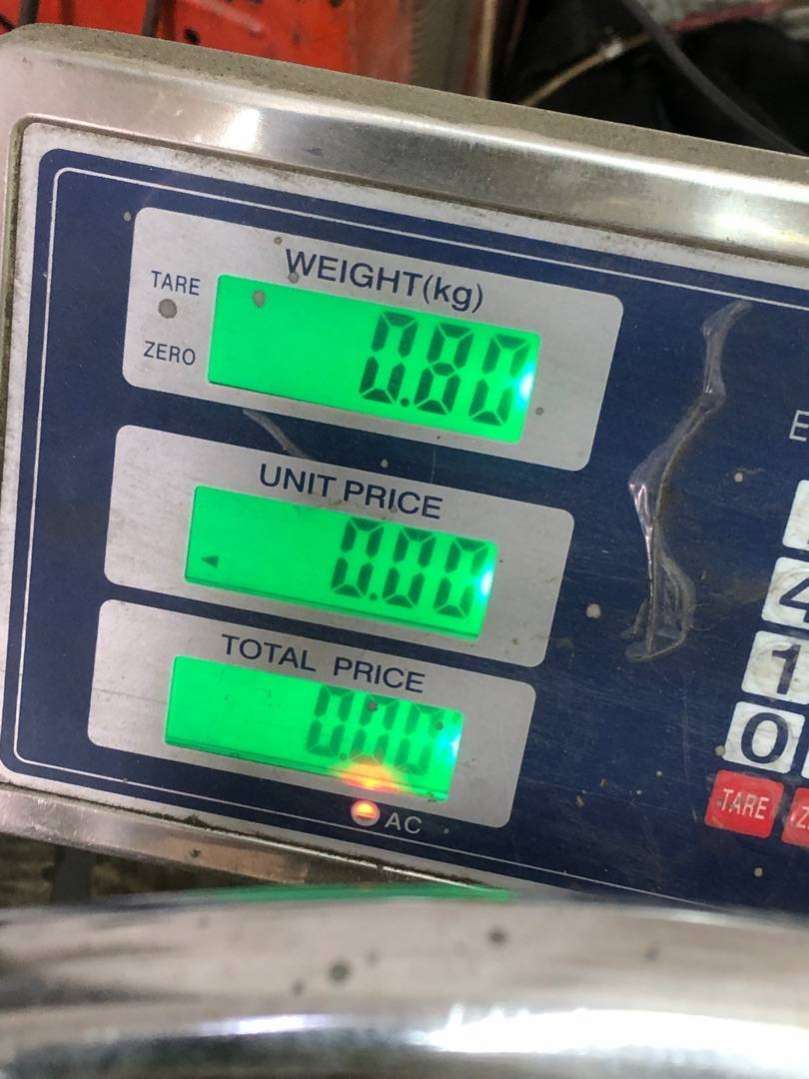 WEIGHT(kg)
TARE
ZERO
0.80
UNIT PRICE
0.00
TOTAL PRICE
0.00
AC
4
1
0
TARE